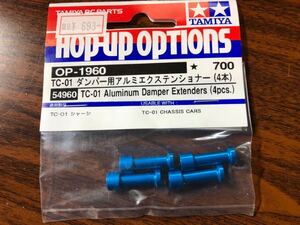 TAMIYA RC PARTS
TAMIYA
693-
HOP-UP OPTIONS
OP-1960
★ 700
TC-01 ダンパー用アルミエクステンショナー (4本)
54960 TC-01 Aluminum Damper Extenders (4pcs.)
USABLE WITH
TC-01 シャーシ
TC-01 CHASSIS CARS